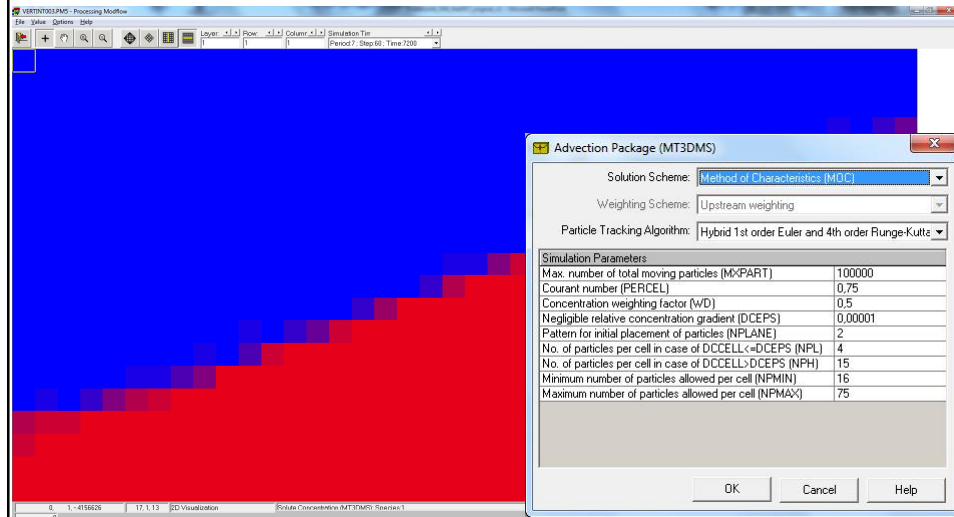 VERTINT003.PM5 - Processing Modflow
File Value Options Help
Layer: Row: Column: Simulation Tim
1 1 1 Period:7; Step:60; Time:7200
Advection Package (MT3DMS)
Solution Scheme: Method of Characteristics (MOC)
Weighting Scheme: Upstream weighting
Particle Tracking Algorithm: Hybrid 1st order Euler and 4th order Runge-Kutta
Simulation Parameters
Max. number of total moving particles (MXPART) 100000
Courant number (PERCEL) 0,75
Concentration weighting factor (WD) 0,5
Negligible relative concentration gradient (DCEPS) 0,00001
Pattern for initial placement of particles (NPLANE) 2
No. of particles per cell in case of DCCELL<=DCEPS (NPL) 4
No. of particles per cell in case of DCCELL>DCEPS (NPH) 15
Minimum number of particles allowed per cell (NPMIN) 16
Maximum number of particles allowed per cell (NPMAX) 75
OK Cancel Help
0, 1, -.4156626 17, 1, 13 2D Visualization Solute Concentration (MT3DMS): Species:1